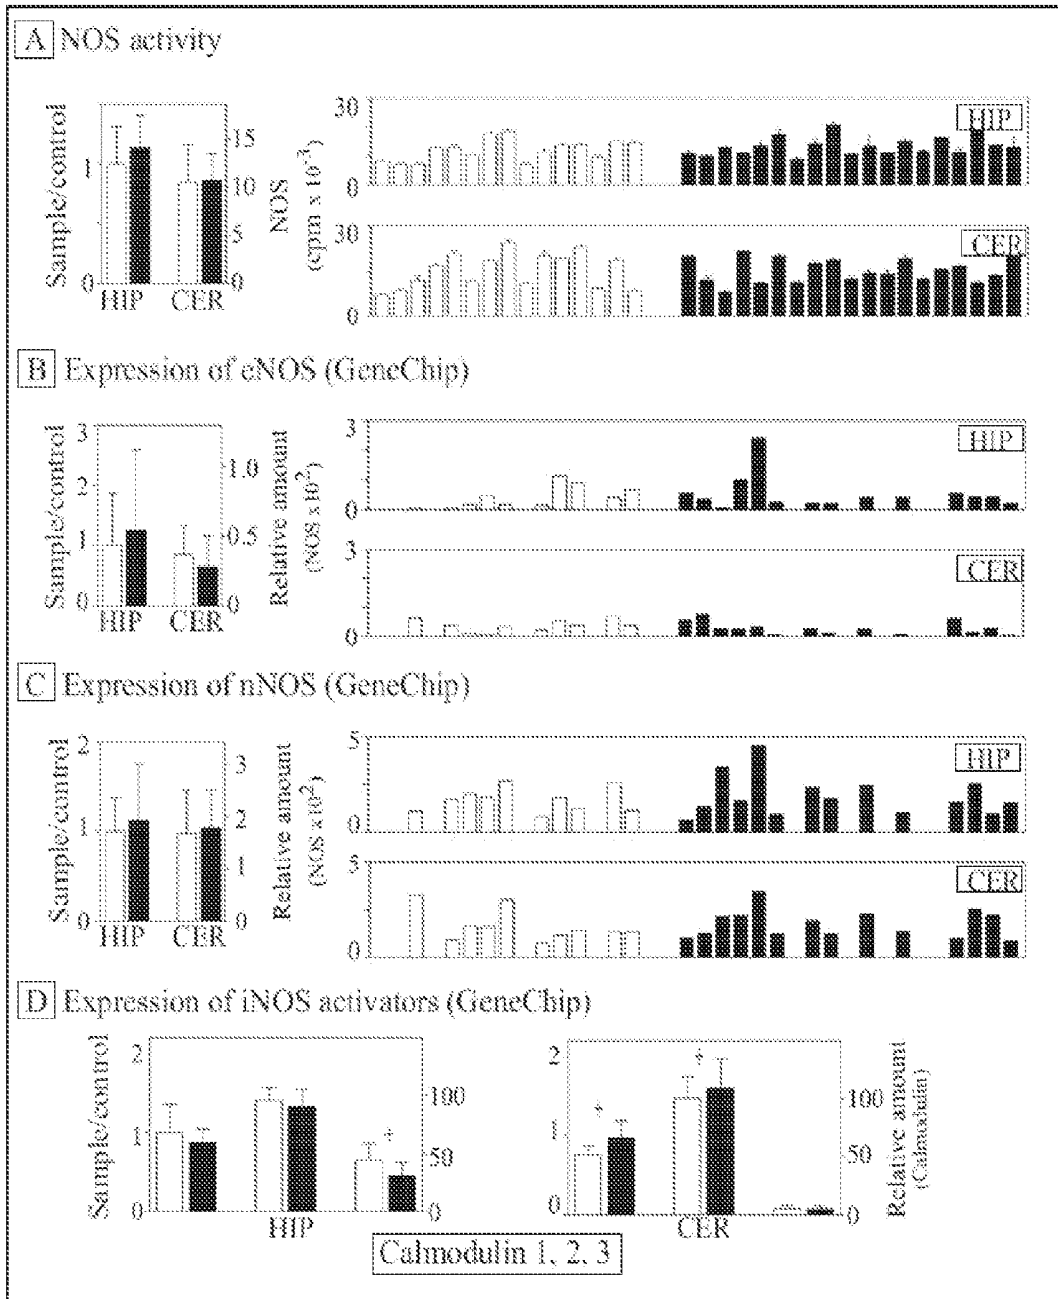 A NOS activity
Sample/control
1
0
HIP
CER
15
10
5
0
NOS
(cpm x 10⁻³)
30
0
HIP
30
0
CER
B Expression of eNOS (GeneChip)
Sample/control
3
2
1
0
HIP
CER
1.0
0.5
0
Relative amount
(NOS x10⁻²)
3
0
HIP
3
0
CER
C Expression of nNOS (GeneChip)
Sample/control
2
1
0
HIP
CER
3
2
1
0
Relative amount
(NOS x10⁻²)
5
0
HIP
5
0
CER
D Expression of iNOS activators (GeneChip)
Sample/control
2
1
0
HIP
100
50
0
2
1
0
CER
100
50
0
Relative amount
(Calmodulin)
Calmodulin 1, 2, 3